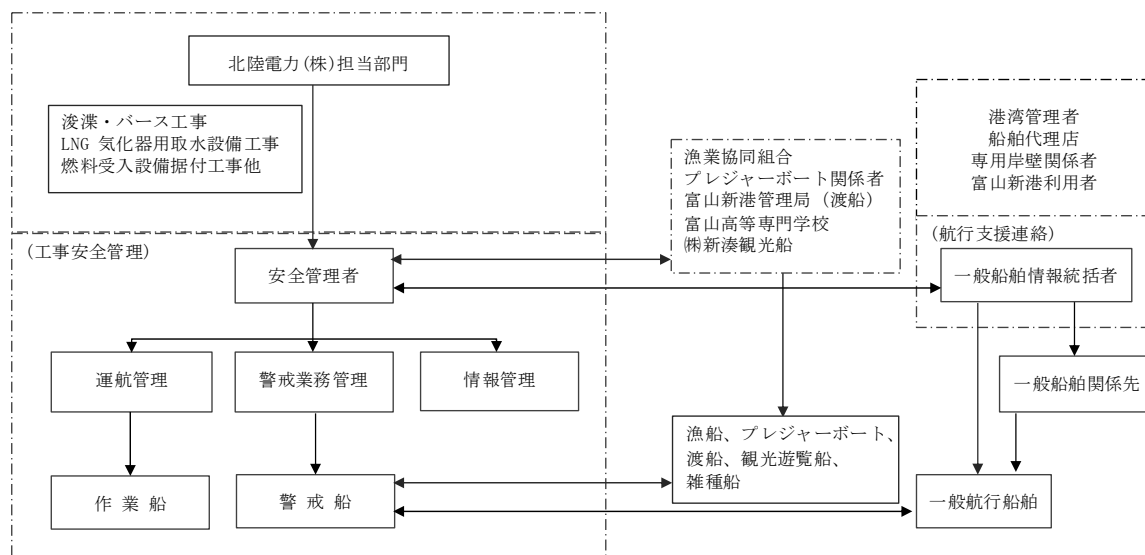 北陸電力(株)担当部門
浚渫・バース工事
LNG 気化器用取水設備工事
燃料受入設備据付工事他
港湾管理者
船舶代理店
専用岸壁関係者
富山新港利用者
漁業協同組合
プレジャーボート関係者
富山新港管理局（渡船）
富山高等専門学校
㈱新湊観光船
(工事安全管理)
(航行支援連絡)
安全管理者
一般船舶情報統括者
運航管理
警戒業務管理
情報管理
一般船舶関係先
漁船、プレジャーボート、
渡船、観光遊覧船、
雑種船
作 業 船
警 戒 船
一般航行船舶